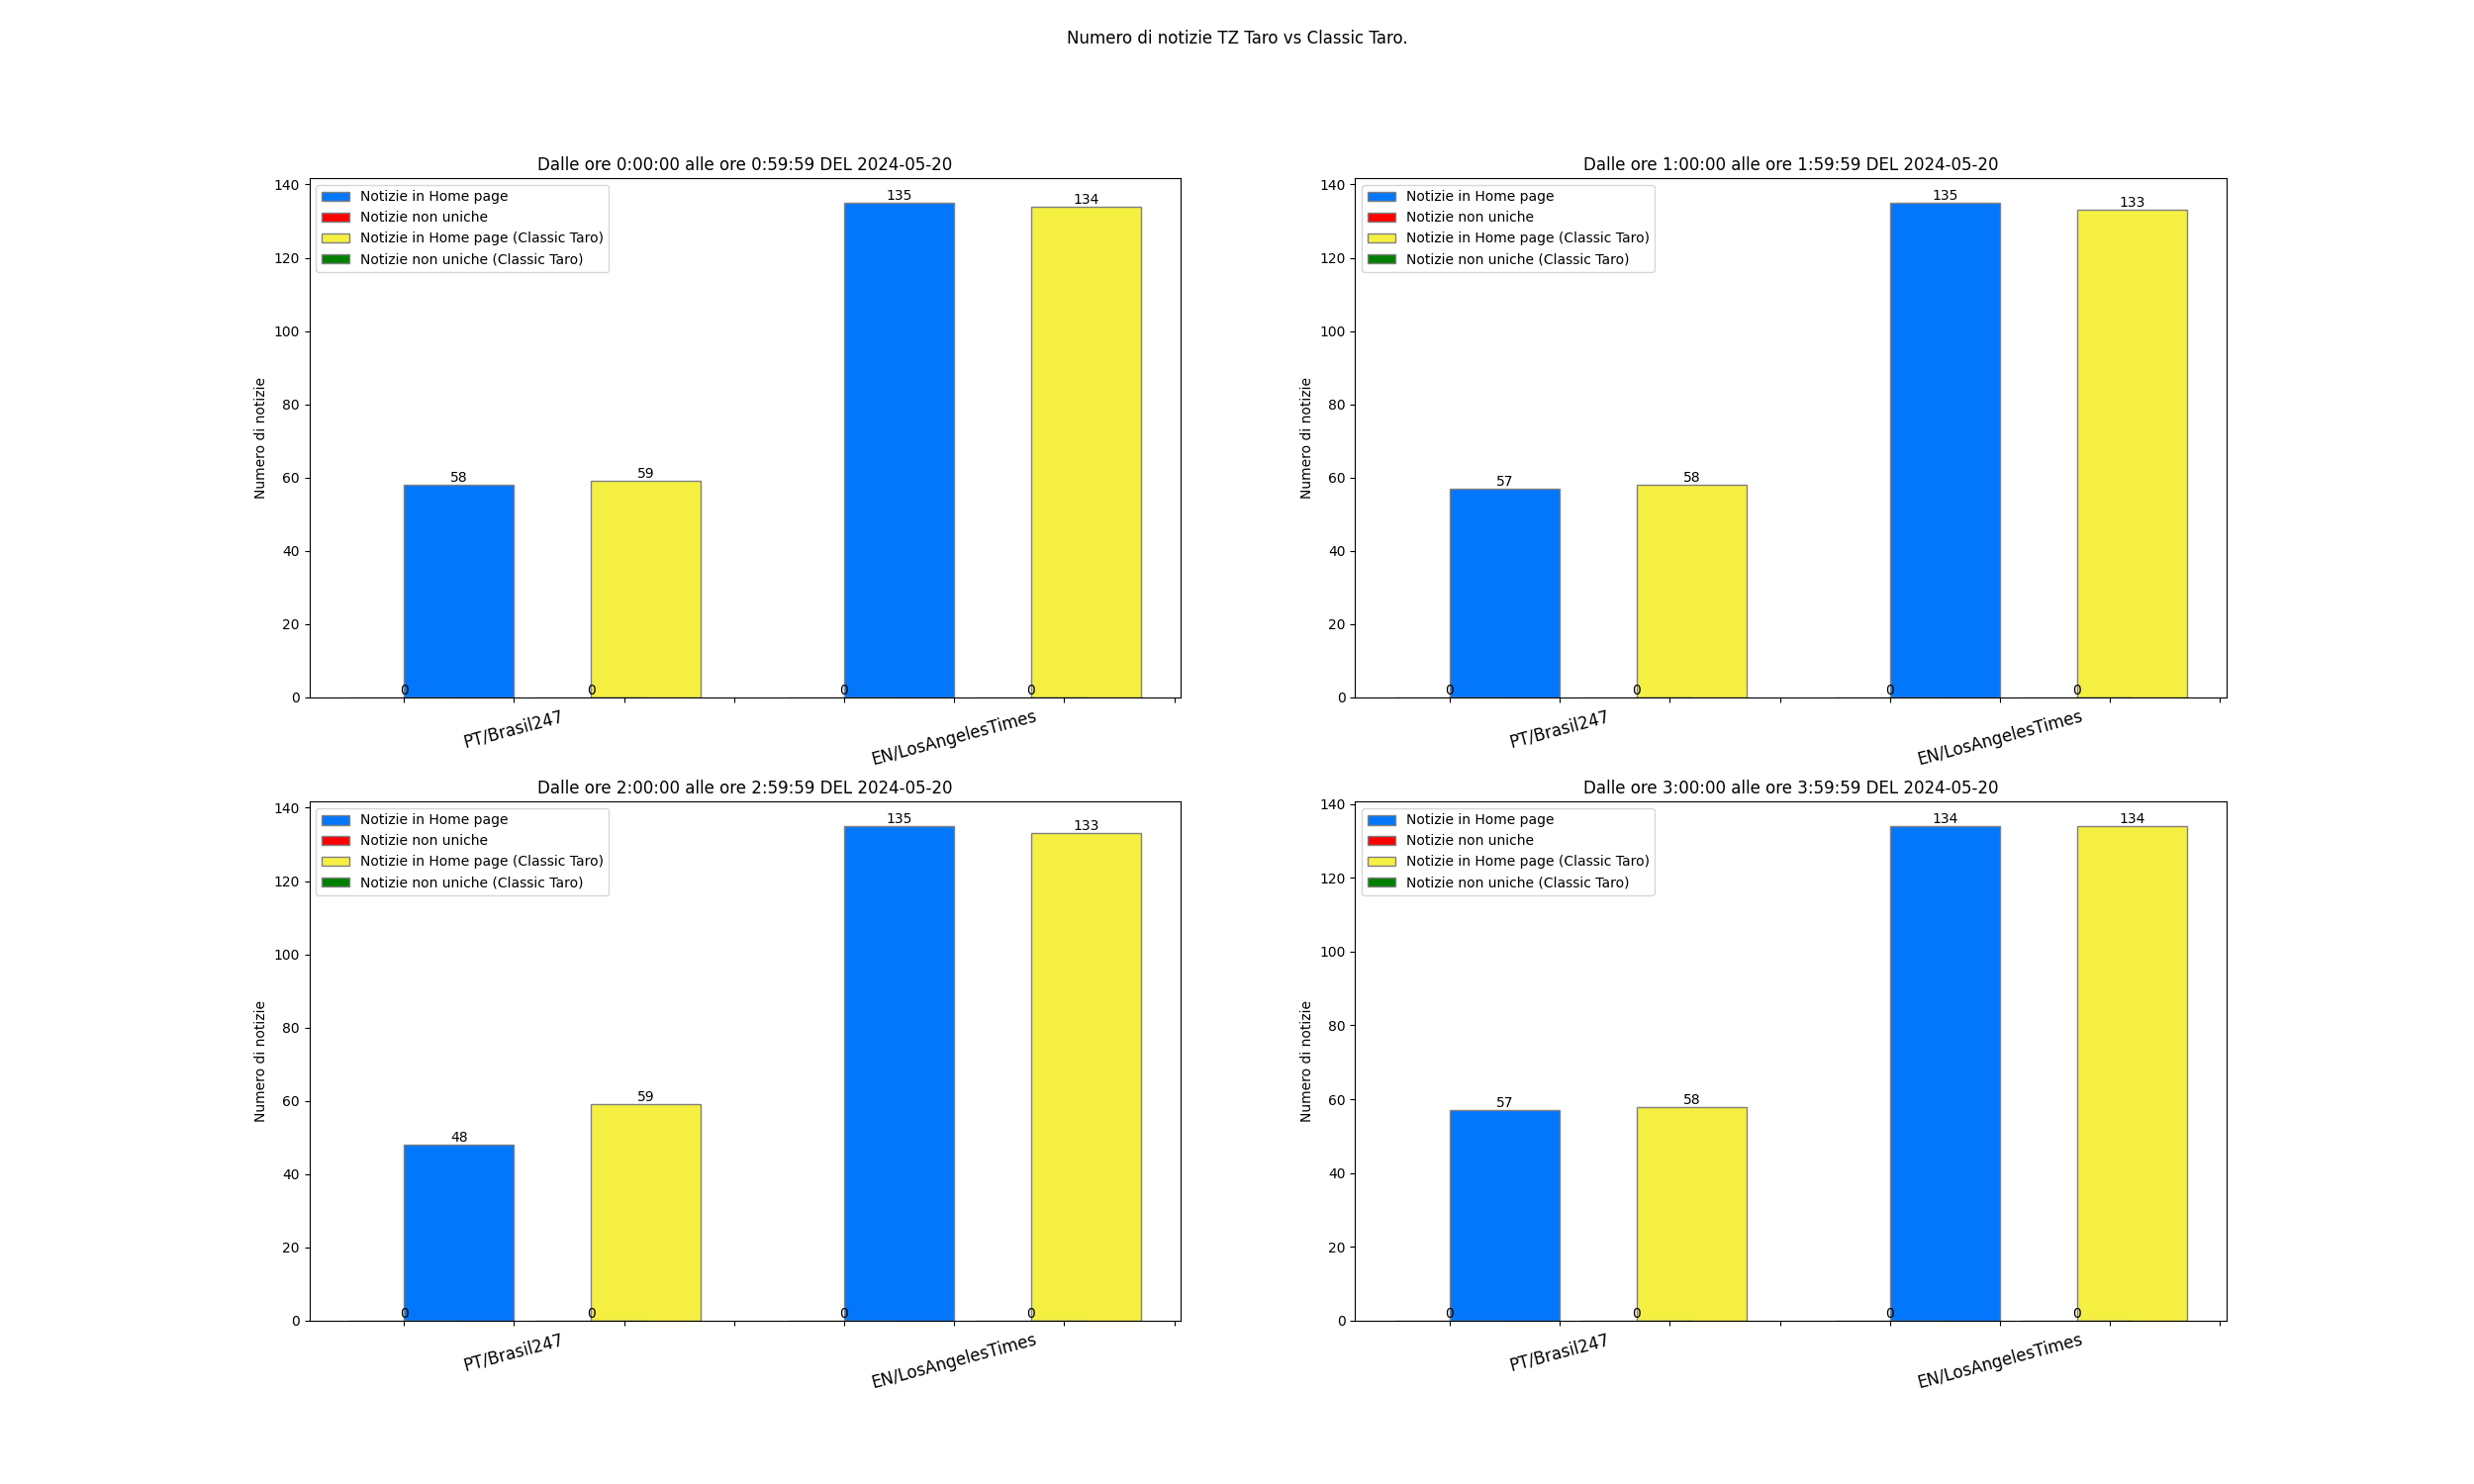 Numero di notizie TZ Taro vs Classic Taro.
Dalle ore 0:00:00 alle ore 0:59:59 DEL 2024-05-20
Numero di notizie
140
120
100
80
60
40
20
0
Notizie in Home page
Notizie non uniche
Notizie in Home page (Classic Taro)
Notizie non uniche (Classic Taro)
58
59
135
134
0
0
0
0
PT/Brasil247
EN/LosAngelesTimes
Dalle ore 1:00:00 alle ore 1:59:59 DEL 2024-05-20
Numero di notizie
140
120
100
80
60
40
20
0
Notizie in Home page
Notizie non uniche
Notizie in Home page (Classic Taro)
Notizie non uniche (Classic Taro)
57
58
135
133
0
0
0
0
PT/Brasil247
EN/LosAngelesTimes
Dalle ore 2:00:00 alle ore 2:59:59 DEL 2024-05-20
Numero di notizie
140
120
100
80
60
40
20
0
Notizie in Home page
Notizie non uniche
Notizie in Home page (Classic Taro)
Notizie non uniche (Classic Taro)
48
59
135
133
0
0
0
0
PT/Brasil247
EN/LosAngelesTimes
Dalle ore 3:00:00 alle ore 3:59:59 DEL 2024-05-20
Numero di notizie
140
120
100
80
60
40
20
0
Notizie in Home page
Notizie non uniche
Notizie in Home page (Classic Taro)
Notizie non uniche (Classic Taro)
57
58
134
134
0
0
0
0
PT/Brasil247
EN/LosAngelesTimes